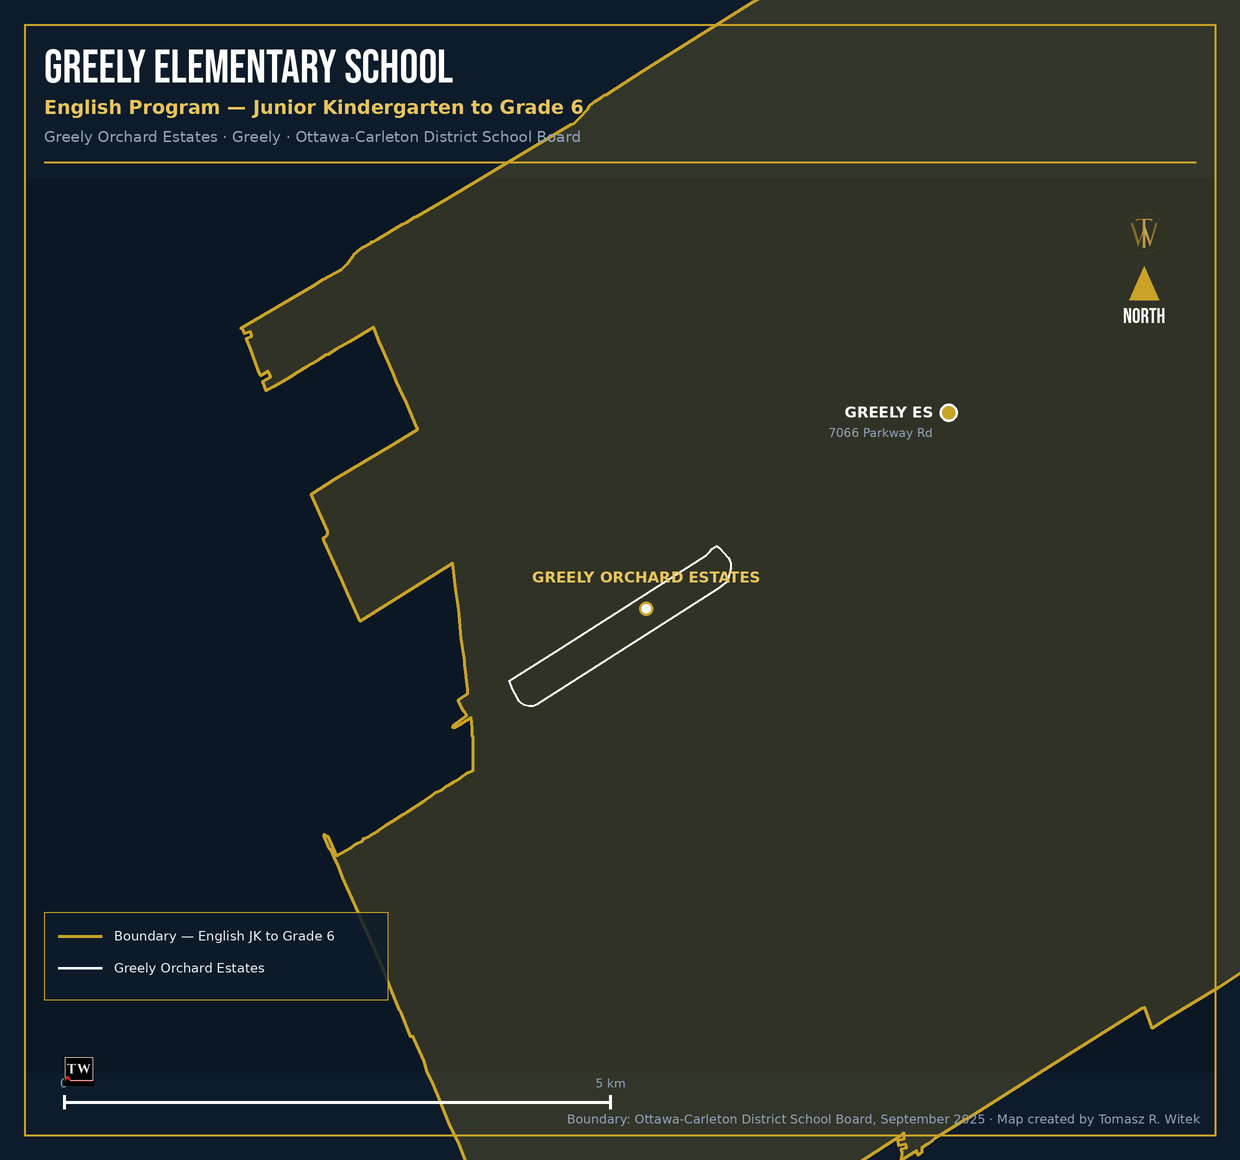 GREELY ELEMENTARY SCHOOL
English Program — Junior Kindergarten to Grade 6
Greely Orchard Estates · Greely · Ottawa-Carleton District School Board
TW
NORTH
GREELY ES
7066 Parkway Rd
GREELY ORCHARD ESTATES
Boundary — English JK to Grade 6
Greely Orchard Estates
TW
0 5 km
Boundary: Ottawa-Carleton District School Board, September 2025 · Map created by Tomasz R. Witek